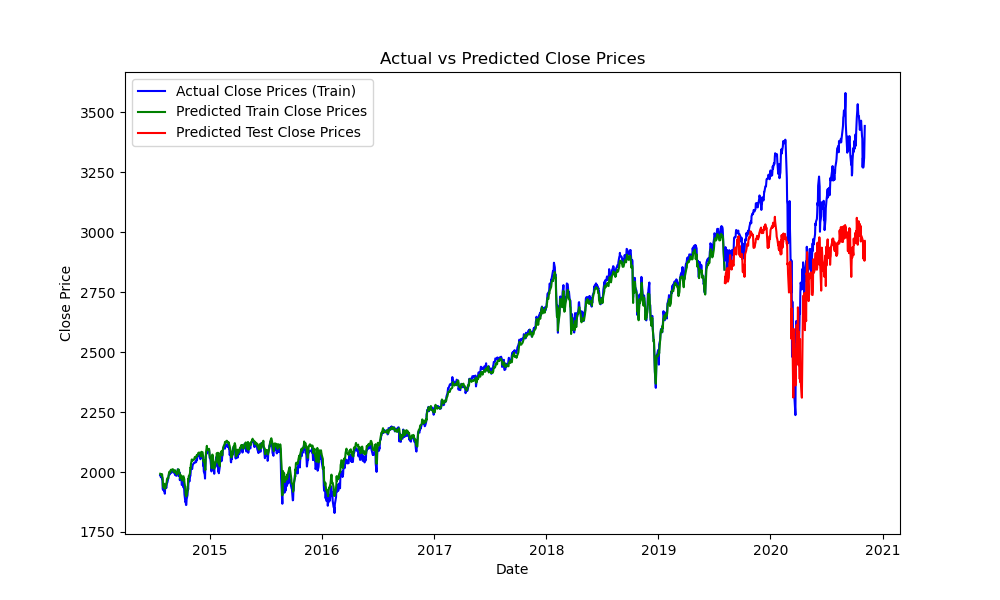 Actual vs Predicted Close Prices
Actual Close Prices (Train)
Predicted Train Close Prices
Predicted Test Close Prices
3500
3250
3000
2750
2500
2250
2000
1750
Close Price
2015
2016
2017
2018
2019
2020
2021
Date